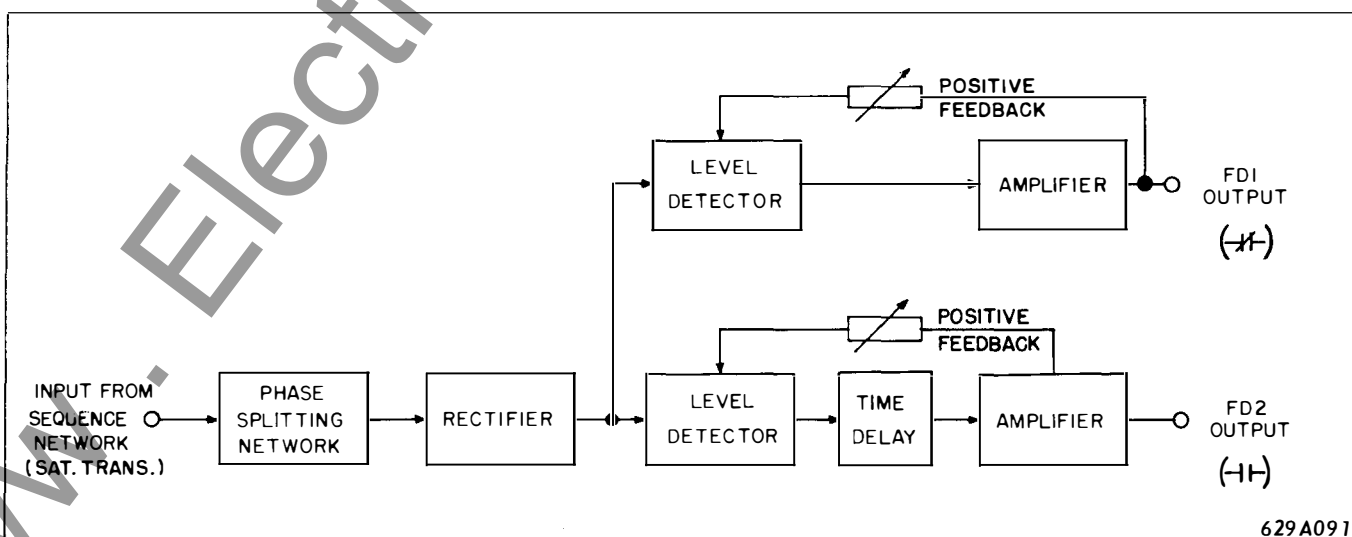 POSITIVE
FEEDBACK
LEVEL
DETECTOR
AMPLIFIER
FD1
OUTPUT
POSITIVE
FEEDBACK
INPUT FROM
SEQUENCE
NETWORK
(SAT. TRANS.)
PHASE
SPLITTING
NETWORK
RECTIFIER
LEVEL
DETECTOR
TIME
DELAY
AMPLIFIER
FD2
OUTPUT
629A091
w. Electr